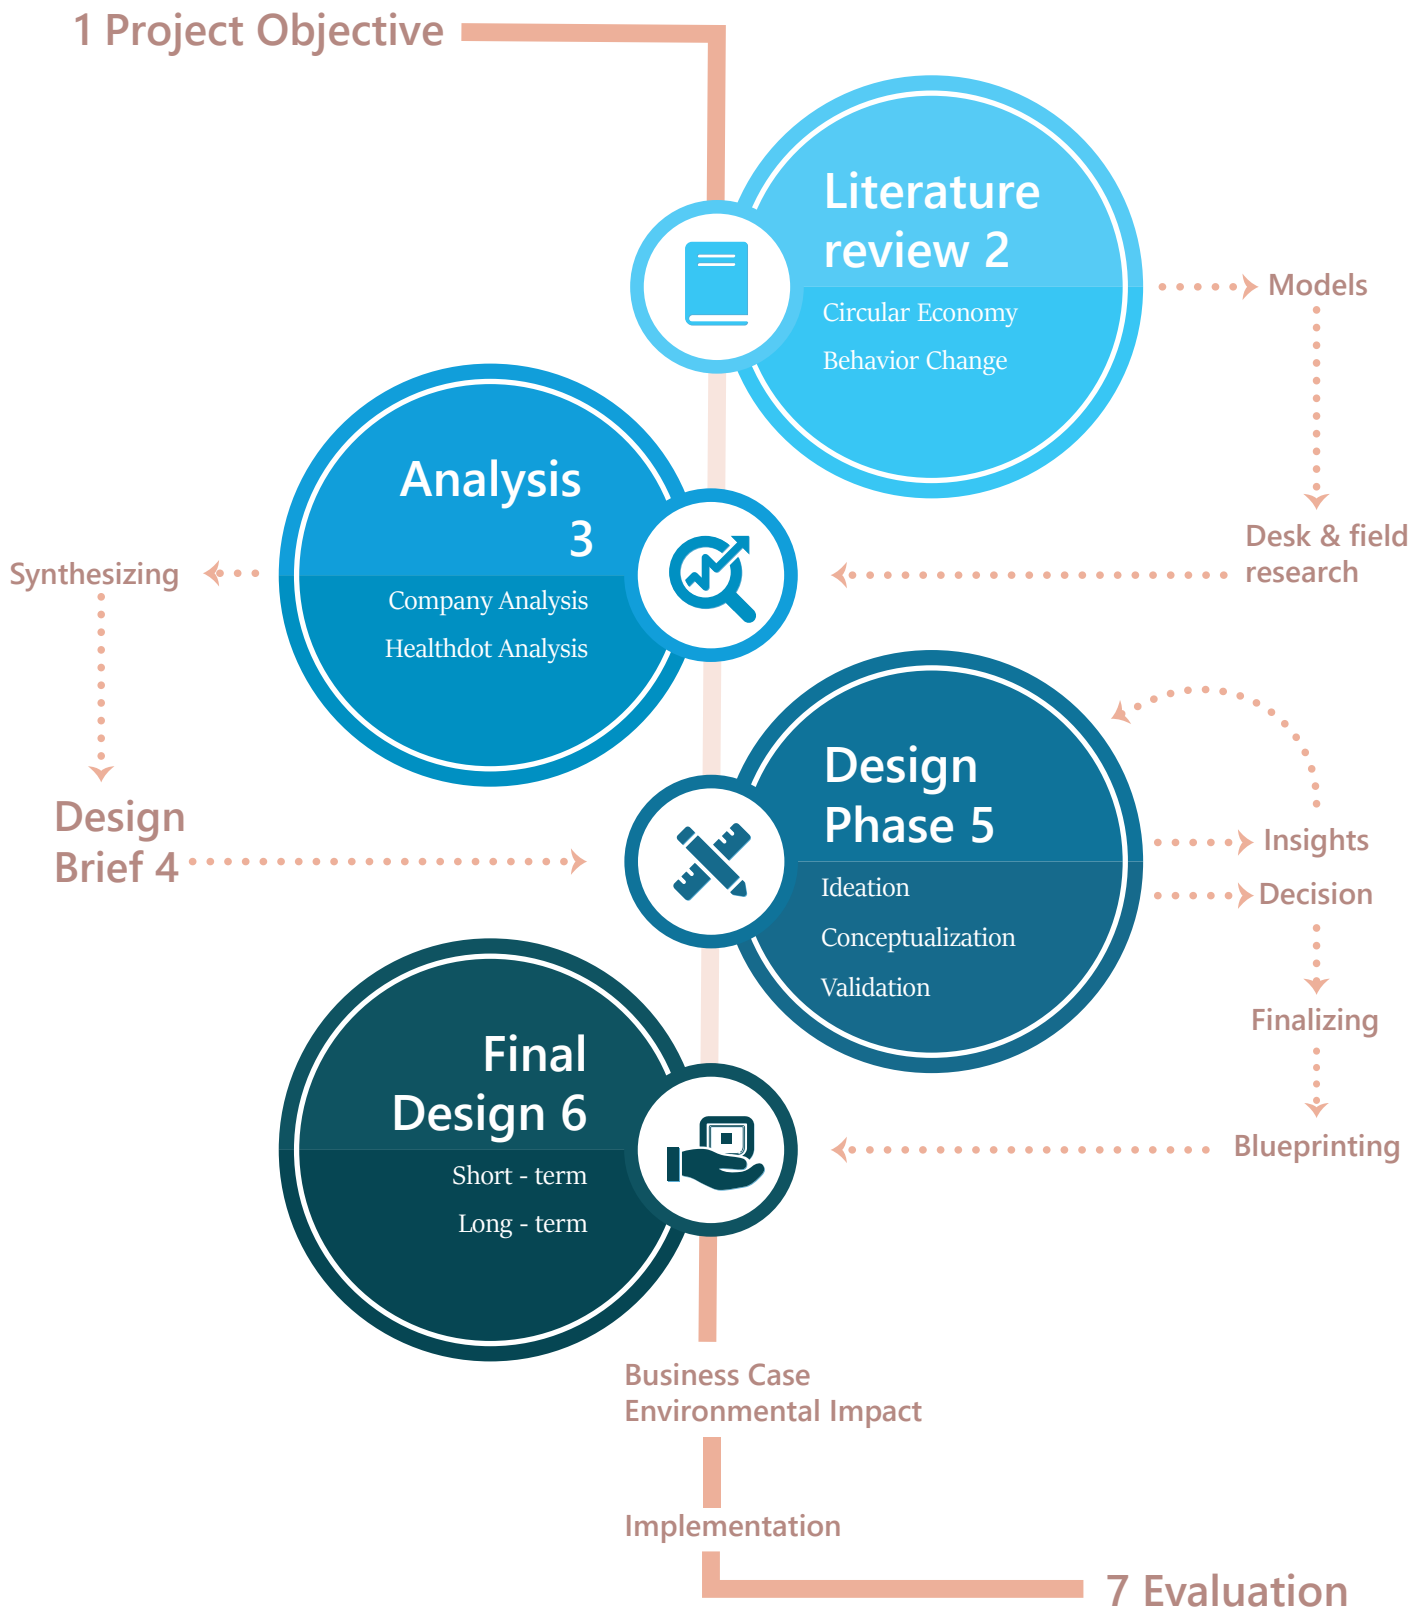 1 Project Objective
Literature
review 2
Circular Economy
Behavior Change
Models
Desk & field
research
Analysis
3
Company Analysis
Healthdot Analysis
Synthesizing
Design
Brief 4
Design
Phase 5
Ideation
Conceptualization
Validation
Insights
Decision
Finalizing
Blueprinting
Final
Design 6
Short - term
Long - term
Business Case
Environmental Impact
Implementation
7 Evaluation